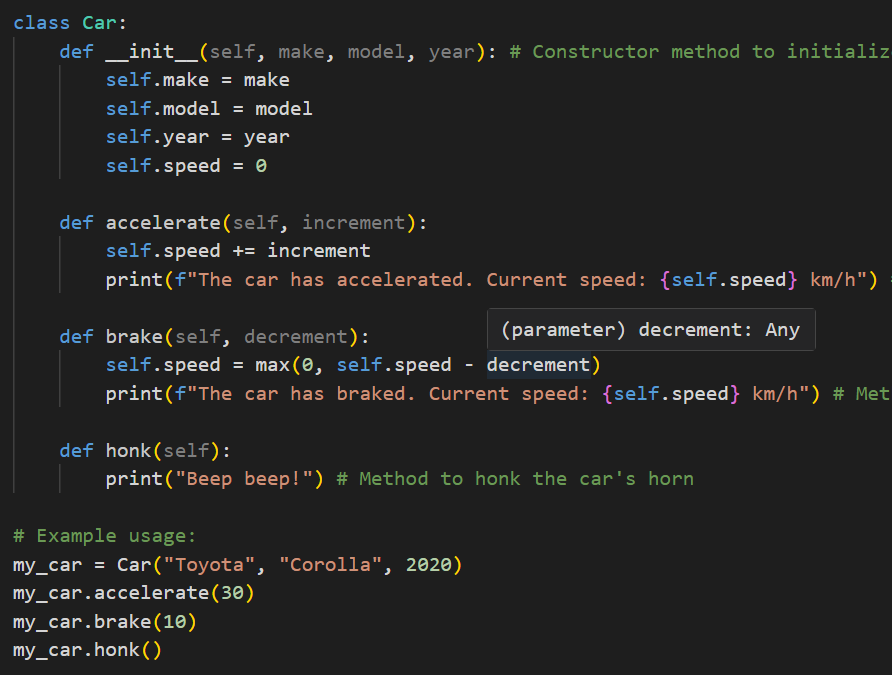 class Car:
    def __init__(self, make, model, year): # Constructor method to
        self.make = make
        self.model = model
        self.year = year
        self.speed = 0
    def accelerate(self, increment):
        self.speed += increment
        print(f"The car has accelerated. Current speed: {self.speed} km/h")
    def brake(self, decrement):
(parameter) decrement: Any
        self.speed = max(0, self.speed - decrement)
        print(f"The car has braked. Current speed: {self.speed} km/h") #
    def honk(self):
        print("Beep beep!") # Method to honk the car's horn
# Example usage:
my_car = Car("Toyota", "Corolla", 2020)
my_car.accelerate(30)
my_car.brake(10)
my_car.honk()